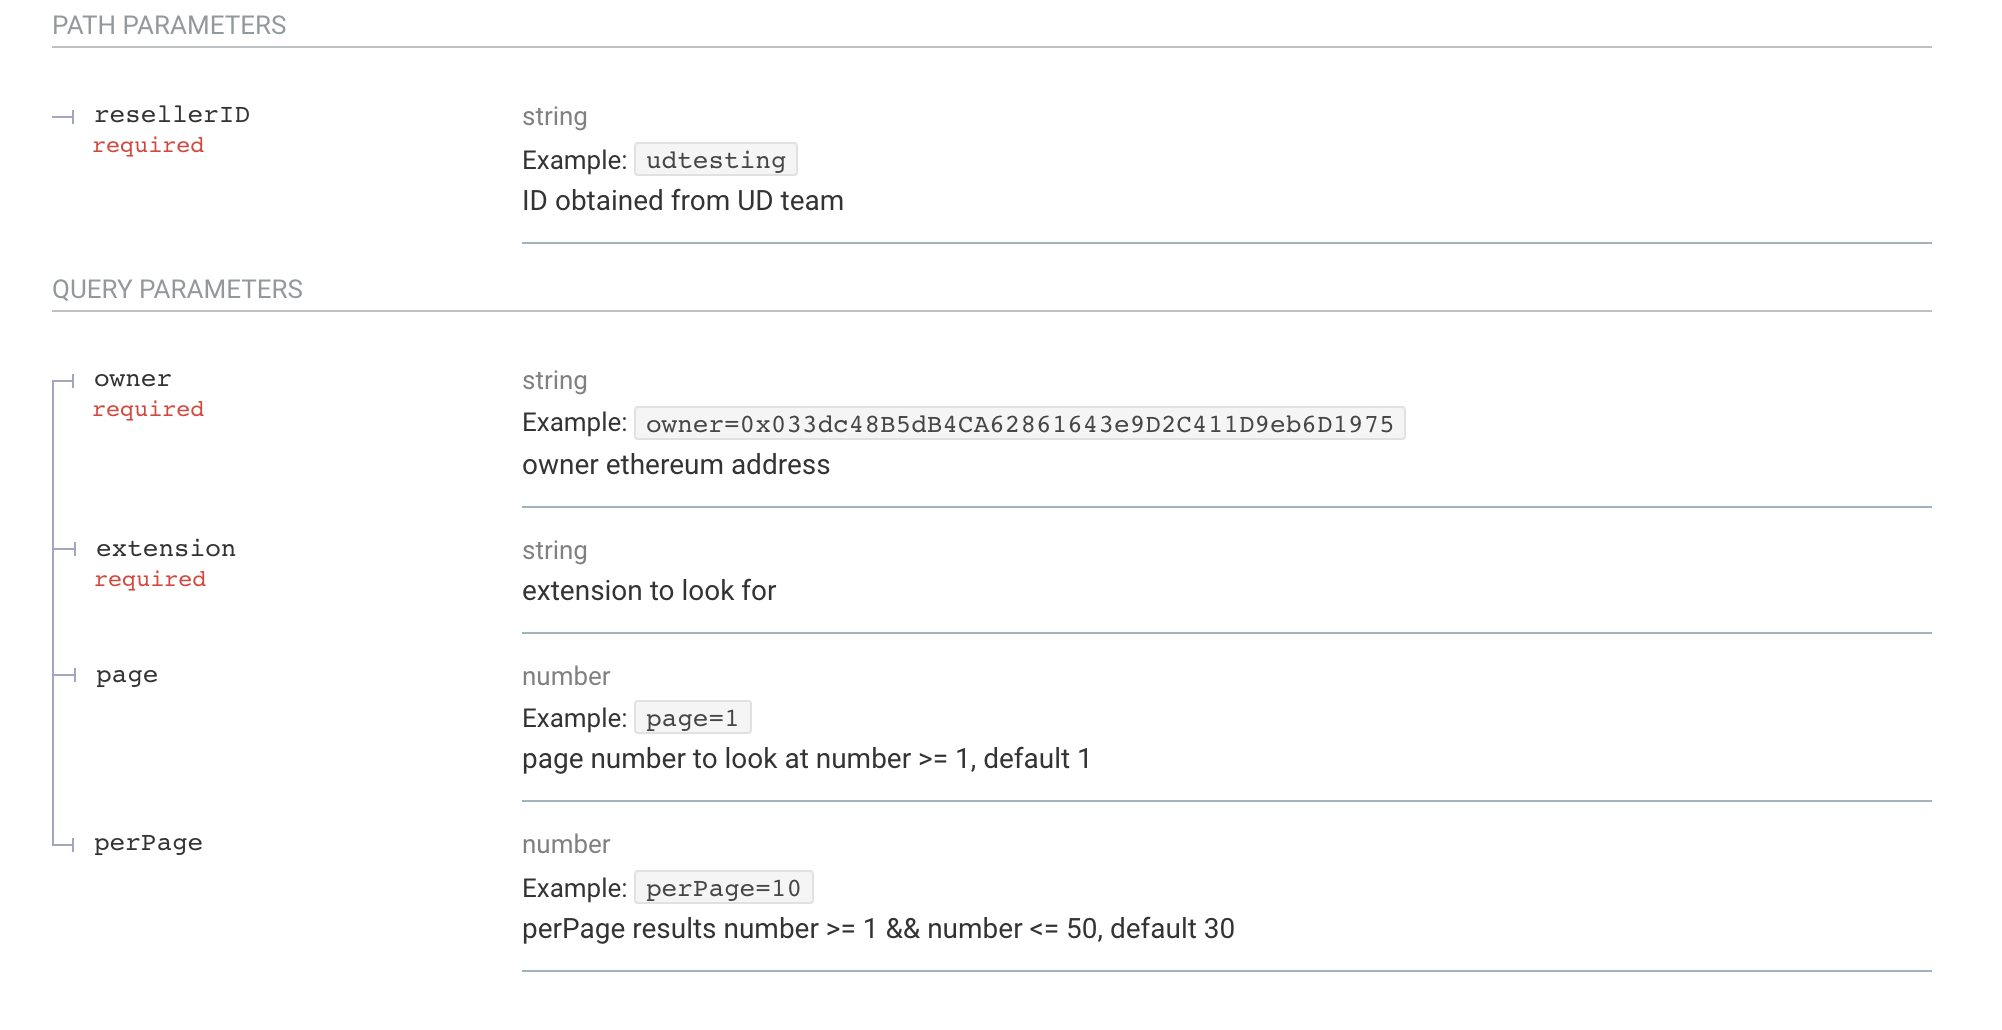 PATH PARAMETERS
resellerID
required
string
Example: udtesting
ID obtained from UD team
QUERY PARAMETERS
owner
required
string
Example: owner=0x033dc48B5dB4CA62861643e9D2C411D9eb6D1975
owner ethereum address
extension
required
string
extension to look for
page
number
Example: page=1
page number to look at number >= 1, default 1
perPage
number
Example: perPage=10
perPage results number >= 1 && number <= 50, default 30